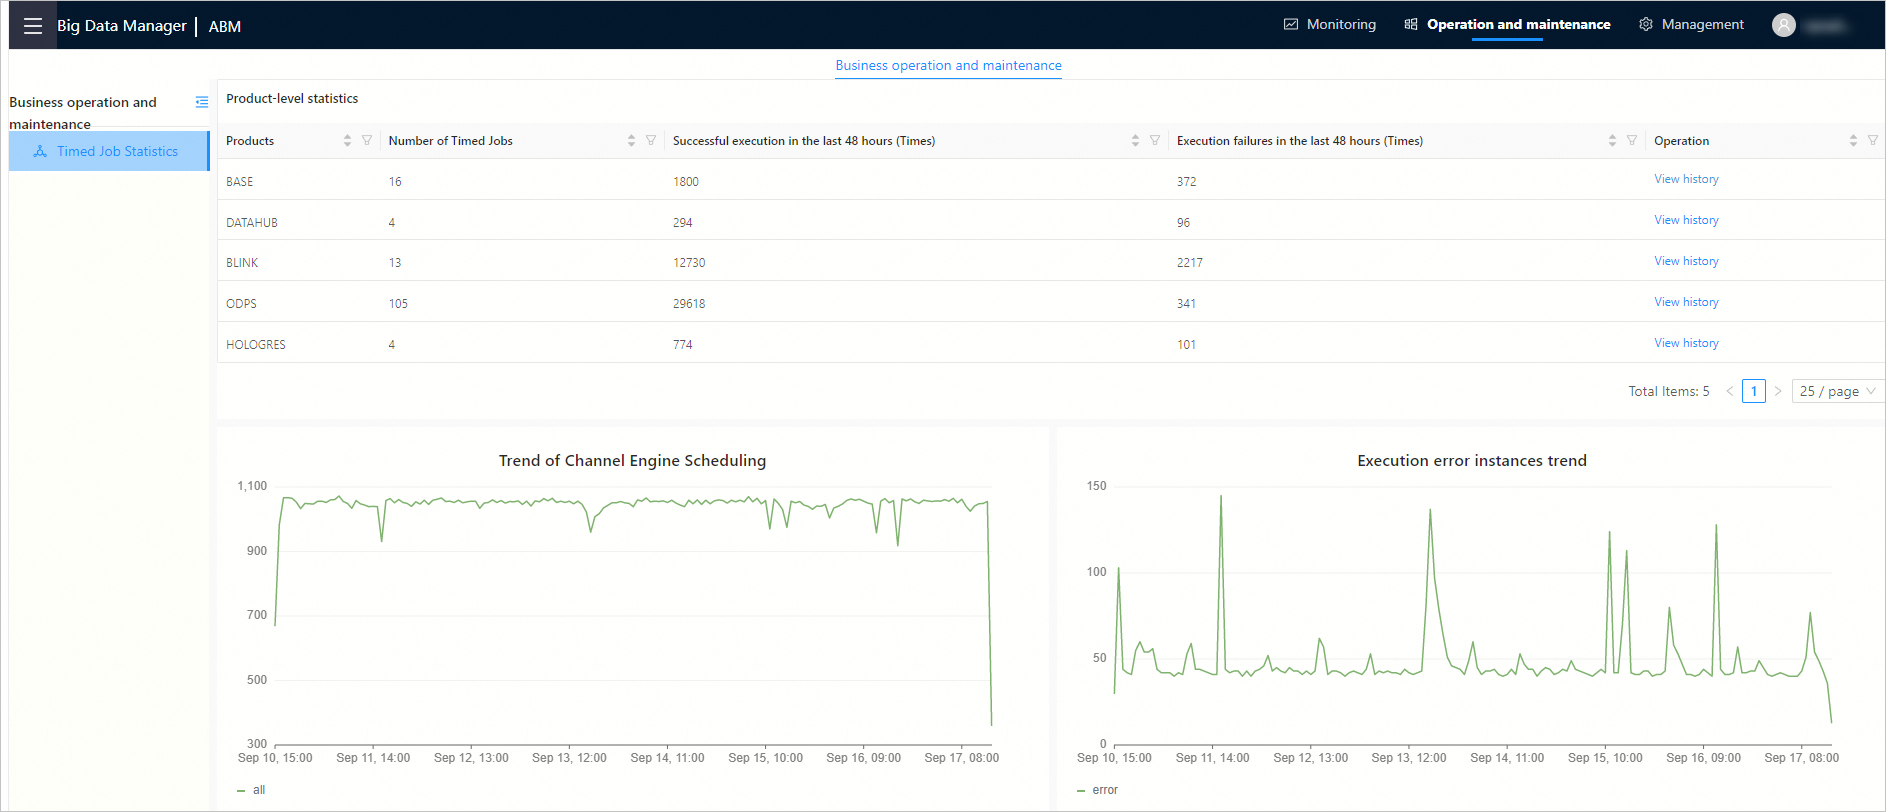 Big Data Manager | ABM
Monitoring
Operation and maintenance
Management
Business operation and maintenance
Business operation and
maintenance
Timed Job Statistics
Product-level statistics
Products Number of Timed Jobs Successful execution in the last 48 hours (Times) Execution failures in the last 48 hours (Times) Operation
BASE 16 1800 372 View history
DATAHUB 4 294 96 View history
BLINK 13 12730 2217 View history
ODPS 105 29618 341 View history
HOLOGRES 4 774 101 View history
Total Items: 5 < 1 > 25 / page
Trend of Channel Engine Scheduling
1,100
900
700
500
300
Sep 10, 15:00 Sep 11, 14:00 Sep 12, 13:00 Sep 13, 12:00 Sep 14, 11:00 Sep 15, 10:00 Sep 16, 09:00 Sep 17, 08:00
all
Execution error instances trend
150
100
50
0
Sep 10, 15:00 Sep 11, 14:00 Sep 12, 13:00 Sep 13, 12:00 Sep 14, 11:00 Sep 15, 10:00 Sep 16, 09:00 Sep 17, 08:00
error